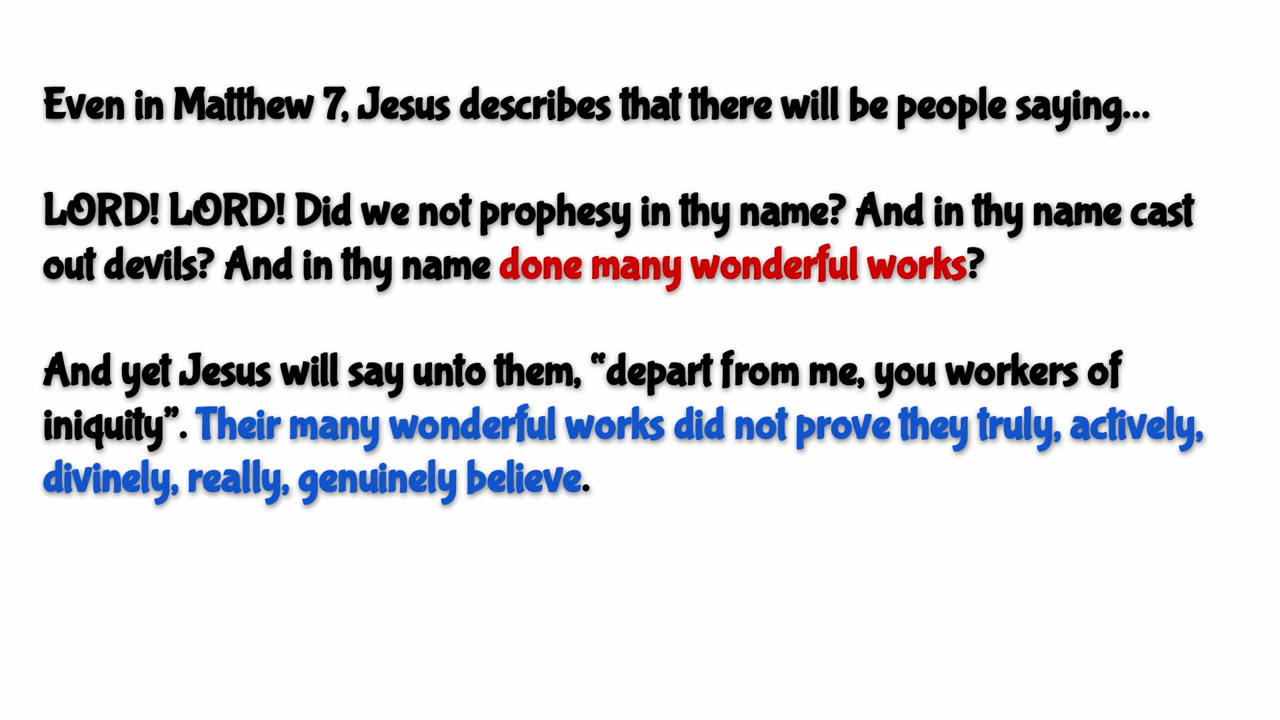 Even in Matthew 7, Jesus describes that there will be people saying...
LORD! LORD! Did we not prophesy in thy name? And in thy name cast
out devils? And in thy name done many wonderful works?
And yet Jesus will say unto them, “depart from me, you workers of
iniquity”. Their many wonderful works did not prove they truly, actively,
divinely, really, genuinely believe.